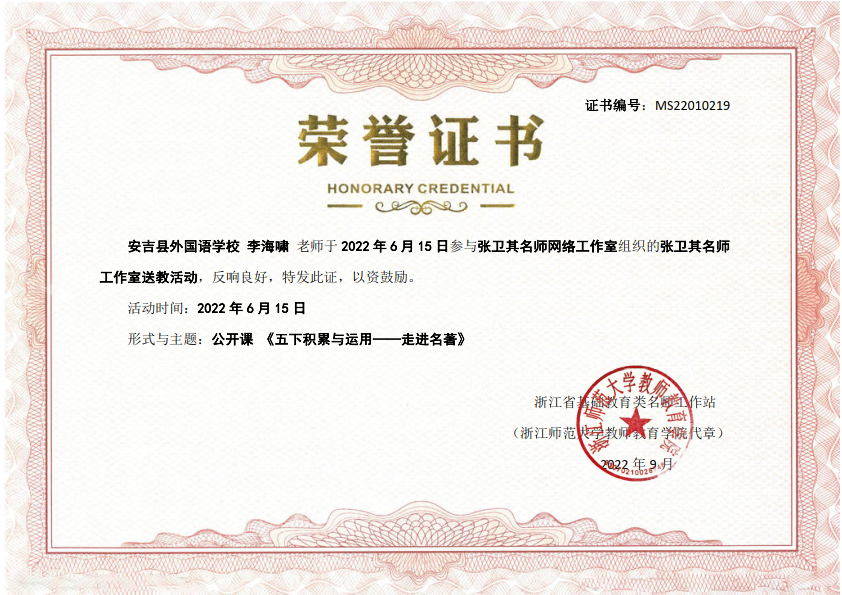 证书编号：MS22010219
荣誉证书
HONORARY CREDENTIAL
安吉县外国语学校 李海啸 老师于 2022 年 6 月 15 日参与张卫其名师网络工作室组织的张卫其名师
工作室送教活动，反响良好，特发此证，以资鼓励。
活动时间：2022 年 6 月 15 日
形式与主题：公开课 《五下积累与运用——走进名著》
浙江省基础教育类名师工作站
（浙江师范大学教师教育学院代章）
2022 年 9 月
浙江师范大学教师教育学院